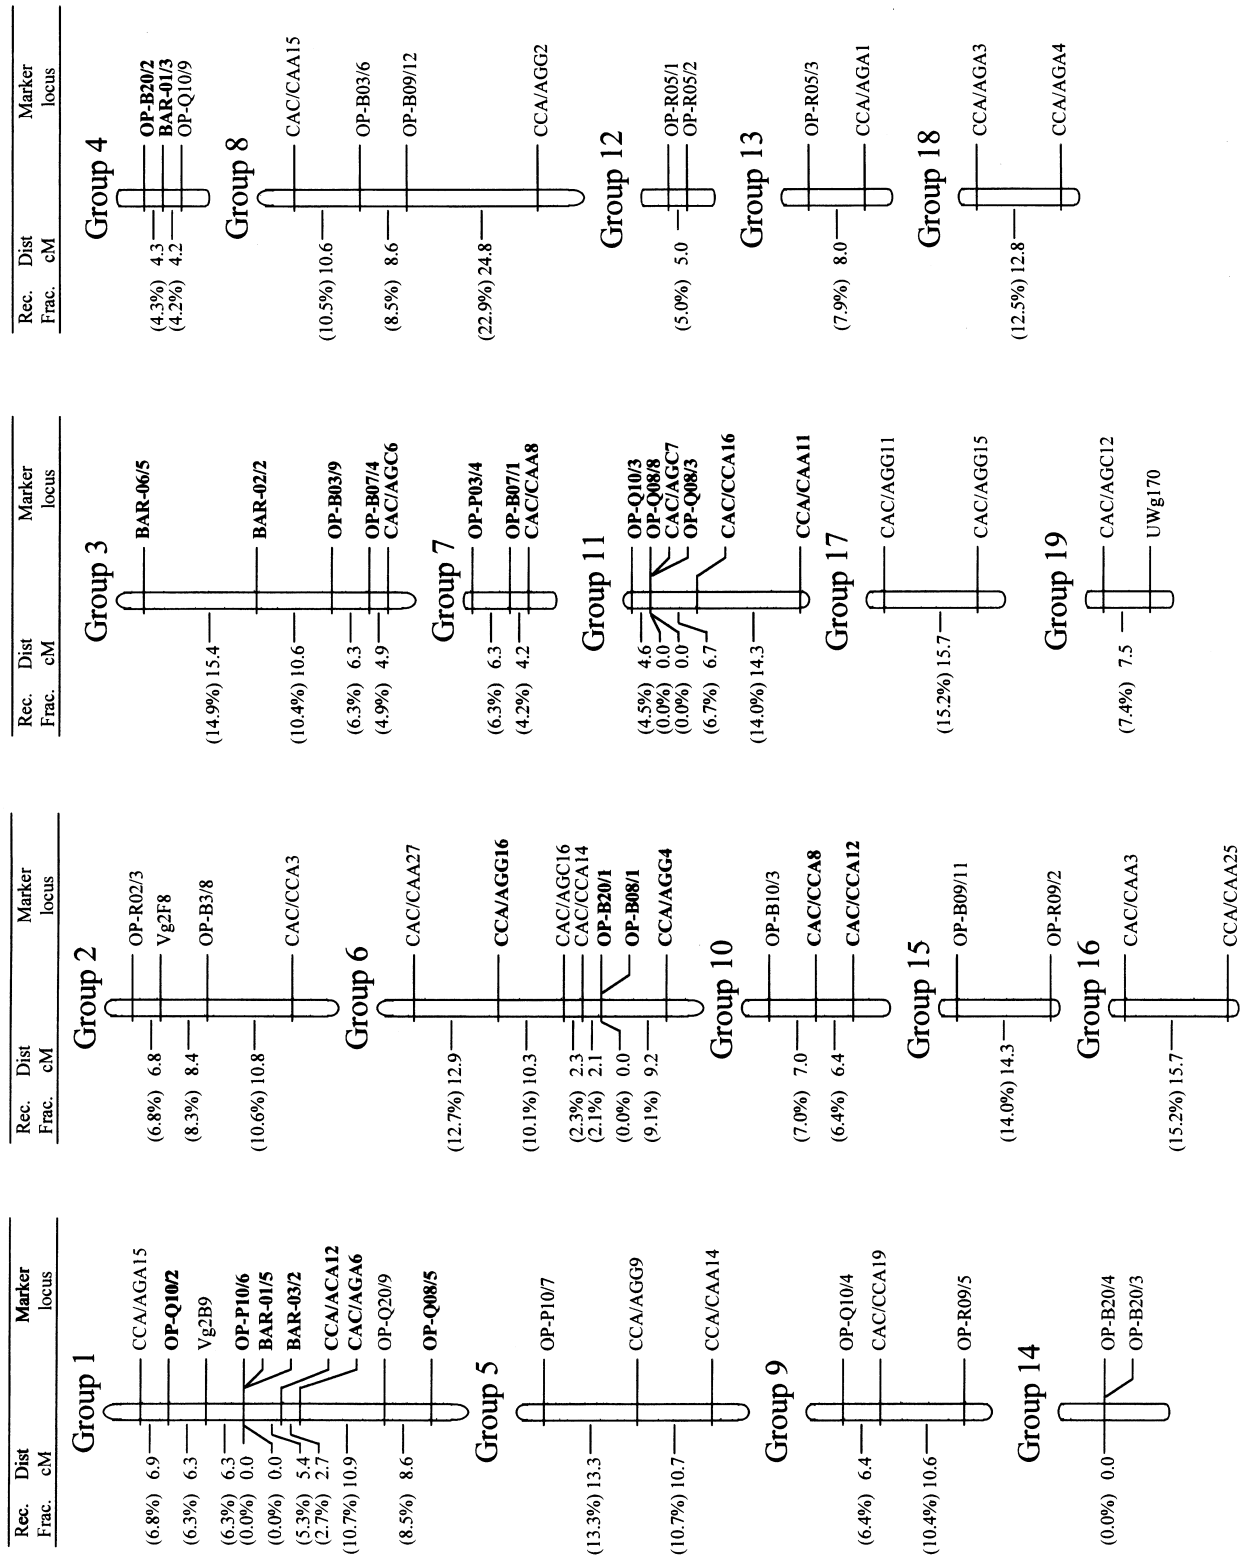 Rec. Dist Marker
Frac. cM locus
Group 1
CCA/AGA15
(6.8%) 6.9
OP-Q10/2
(6.3%) 6.3
Vg2B9
(6.3%) 6.3
OP-P10/6
(0.0%) 0.0
BAR-01/5
(0.0%) 0.0
BAR-03/2
(5.3%) 5.4
CCA/ACA12
(2.7%) 2.7
CAC/AGA6
(10.7%) 10.9
OP-Q20/9
(8.5%) 8.6
OP-Q08/5
Group 5
OP-P10/7
(13.3%) 13.3
CCA/AGG9
(10.7%) 10.7
CCA/CAA14
Group 9
OP-Q10/4
(6.4%) 6.4
CAC/CCA19
(10.4%) 10.6
OP-R09/5
Group 14
OP-B20/4
(0.0%) 0.0
OP-B20/3
Rec. Dist Marker
Frac. cM locus
Group 2
OP-R02/3
(6.8%) 6.8
Vg2F8
(8.3%) 8.4
OP-B3/8
(10.6%) 10.8
CAC/CCA3
Group 6
CAC/CAA27
(12.7%) 12.9
CCA/AGG16
(10.1%) 10.3
CAC/AGC16
(2.3%) 2.3
CAC/CCA14
(2.1%) 2.1
OP-B20/1
(0.0%) 0.0
OP-B08/1
(9.1%) 9.2
CCA/AGG4
Group 10
OP-B10/3
(7.0%) 7.0
CAC/CCA8
(6.4%) 6.4
CAC/CCA12
Group 15
OP-B09/11
(14.0%) 14.3
OP-R09/2
Group 16
CAC/CAA3
(15.2%) 15.7
CCA/CAA25
Rec. Dist Marker
Frac. cM locus
Group 3
BAR-06/5
(14.9%) 15.4
BAR-02/2
(10.4%) 10.6
OP-B03/9
(6.3%) 6.3
OP-B07/4
(4.9%) 4.9
CAC/AGC6
Group 7
OP-P03/4
(6.3%) 6.3
OP-B07/1
(4.2%) 4.2
CAC/CAA8
Group 11
OP-Q10/3
(4.5%) 4.6
OP-Q08/8
(0.0%) 0.0
CAC/AGC7
(0.0%) 0.0
OP-Q08/3
(6.7%) 6.7
CAC/CCA16
(14.0%) 14.3
CCA/CAA11
Group 17
CAC/AGG11
(15.2%) 15.7
CAC/AGG15
Group 19
CAC/AGC12
(7.4%) 7.5
UWg170
Rec. Dist Marker
Frac. cM locus
Group 4
OP-B20/2
(4.3%) 4.3
BAR-01/3
(4.2%) 4.2
OP-Q10/9
Group 8
CAC/CAA15
(10.5%) 10.6
OP-B03/6
(8.5%) 8.6
OP-B09/12
(22.9%) 24.8
CCA/AGG2
Group 12
OP-R05/1
(5.0%) 5.0
OP-R05/2
Group 13
OP-R05/3
(7.9%) 8.0
CCA/AGA1
Group 18
CCA/AGA3
(12.5%) 12.8
CCA/AGA4